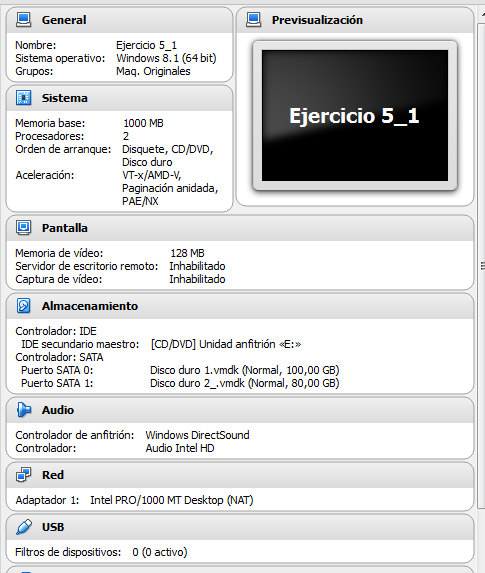 General
Nombre: Ejercicio 5_1
Sistema operativo: Windows 8.1 (64 bit)
Grupos: Maq. Originales
Previsualización
Ejercicio 5_1
Sistema
Memoria base: 1000 MB
Procesadores: 2
Orden de arranque: Disquete, CD/DVD,
Disco duro
Aceleración: VT-x/AMD-V,
Paginación anidada,
PAE/NX
Pantalla
Memoria de vídeo: 128 MB
Servidor de escritorio remoto: Inhabilitado
Captura de vídeo: Inhabilitado
Almacenamiento
Controlador: IDE
IDE secundario maestro: [CD/DVD] Unidad anfitrión «E:»
Controlador: SATA
Puerto SATA 0: Disco duro 1.vmdk (Normal, 100,00 GB)
Puerto SATA 1: Disco duro 2_.vmdk (Normal, 80,00 GB)
Audio
Controlador de anfitrión: Windows DirectSound
Controlador: Audio Intel HD
Red
Adaptador 1: Intel PRO/1000 MT Desktop (NAT)
USB
Filtros de dispositivos: 0 (0 activo)